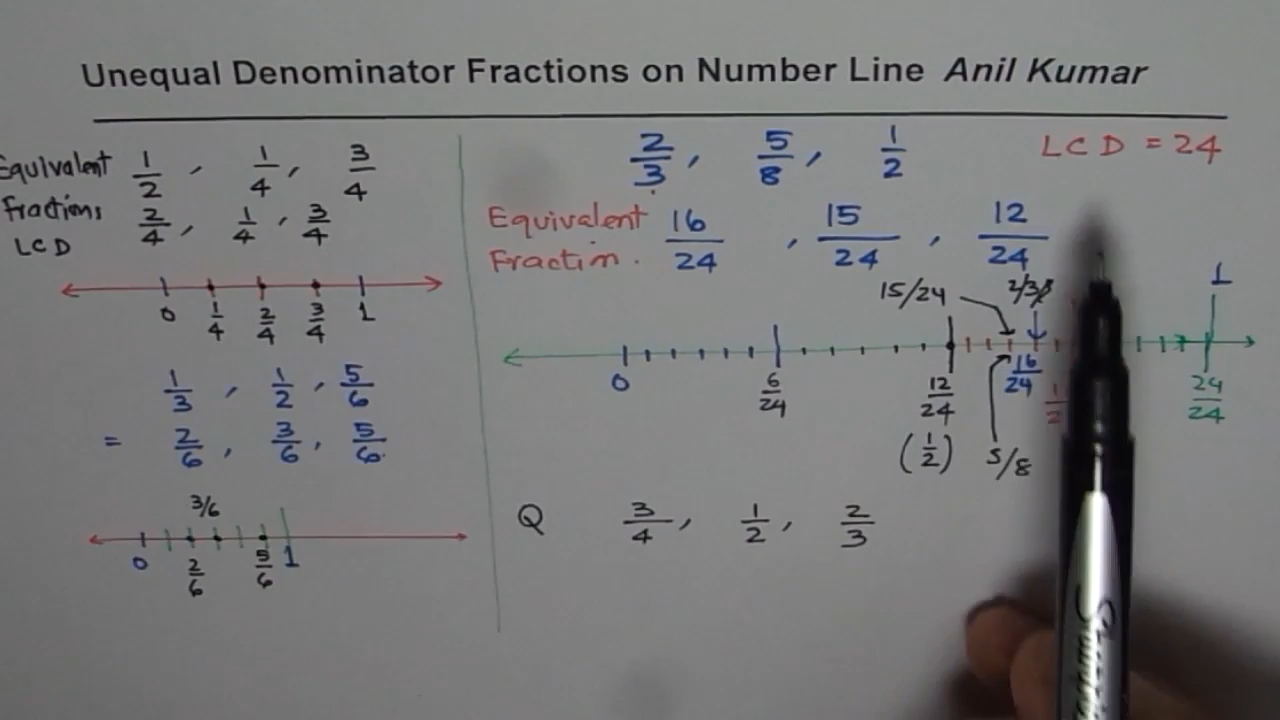 Unequal Denominator Fractions on Number Line Anil Kumar
Equivalent 1/2, 1/4, 3/4
Fractions 2/4, 1/4, 3/4
LCD
0 1/4 2/4 3/4 1
1/3, 1/2, 5/6
= 2/6, 3/6, 5/6.
3/6
0 2/6 5/6 1
2/3, 5/8, 1/2 LCD = 24
Equivalent 16/24, 15/24, 12/24
Fraction.
15/24 2/3 1
0 6/24 12/24 16/24 1/2 24/24
(1/2) 5/8
Q 3/4, 1/2, 2/3